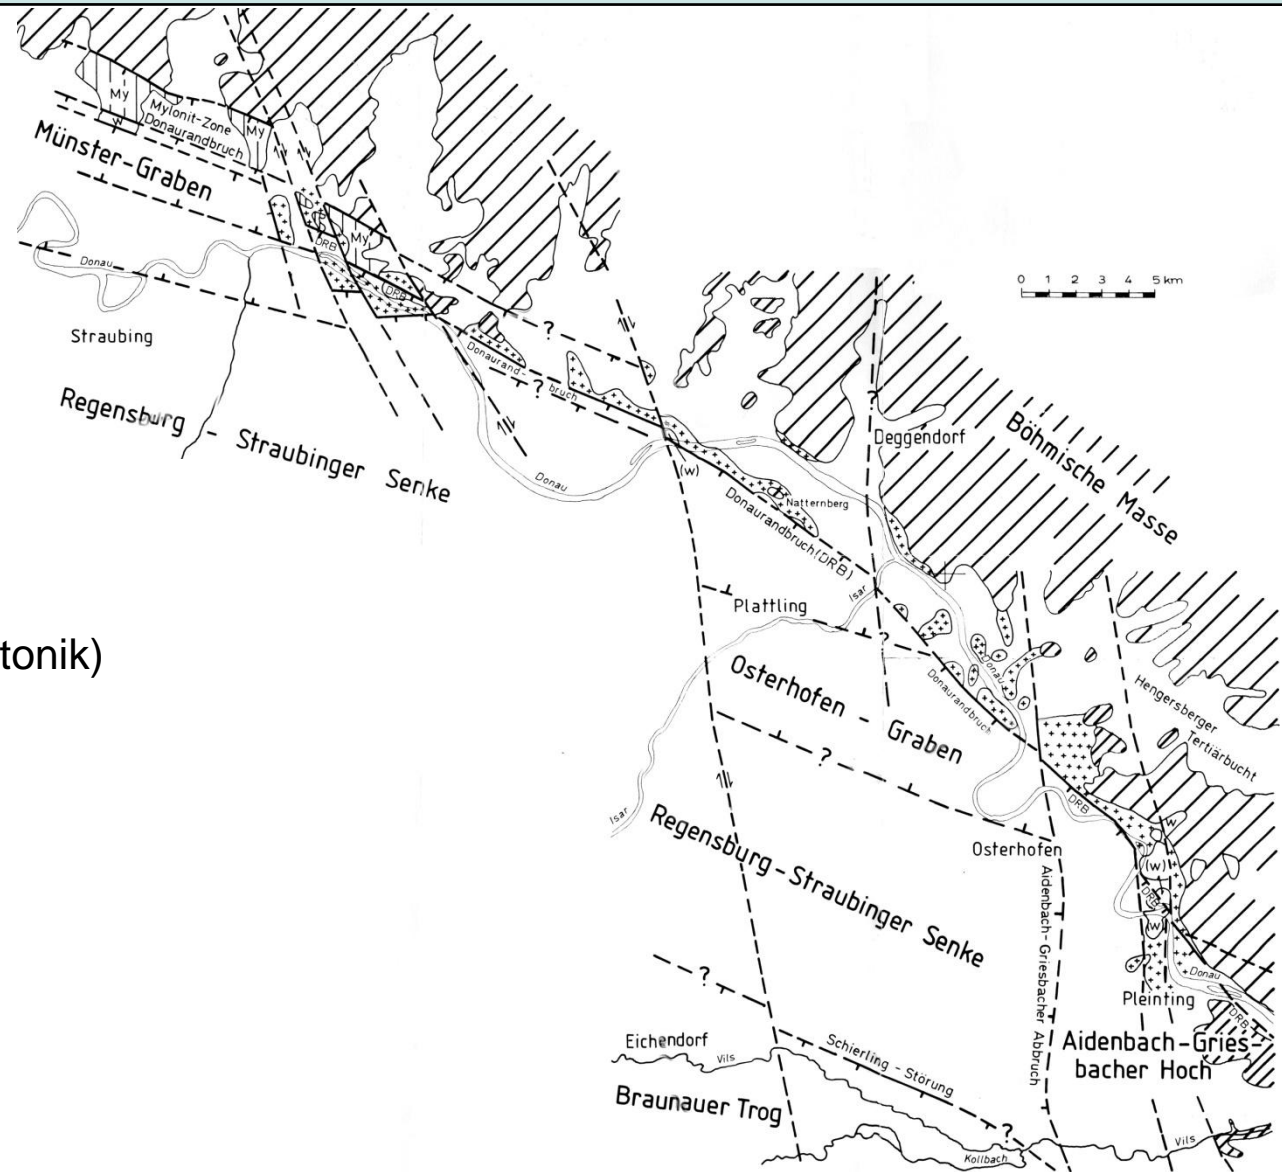 My
W
Mylonit-Zone
Donaurandbruch
My
Münster-Graben
DRB
My
DRB
Donau
Straubing
Regensburg - Straubinger Senke
0 1 2 3 4 5 km
?
Donaurand-
bruch
?
Donau
(w)
Natternberg
Donaurandbruch (DRB)
Deggendorf
Böhmische Masse
tonik)
Plattling
Isar
?
Osterhofen - Graben
Donau
Donaurandbruch
Hengersberger
Tertiärbucht
?
Isar
Regensburg-Straubinger Senke
Osterhofen
DRB
W
(w)
DRB
(w)
Aidenbach-Griesbacher Abbruch
Donau
Pleinting
DRB
?
Eichendorf
Vils
Schierling - Störung
Aidenbach-Gries-
bacher Hoch
Braunauer Trog
?
Kollbach
Vils